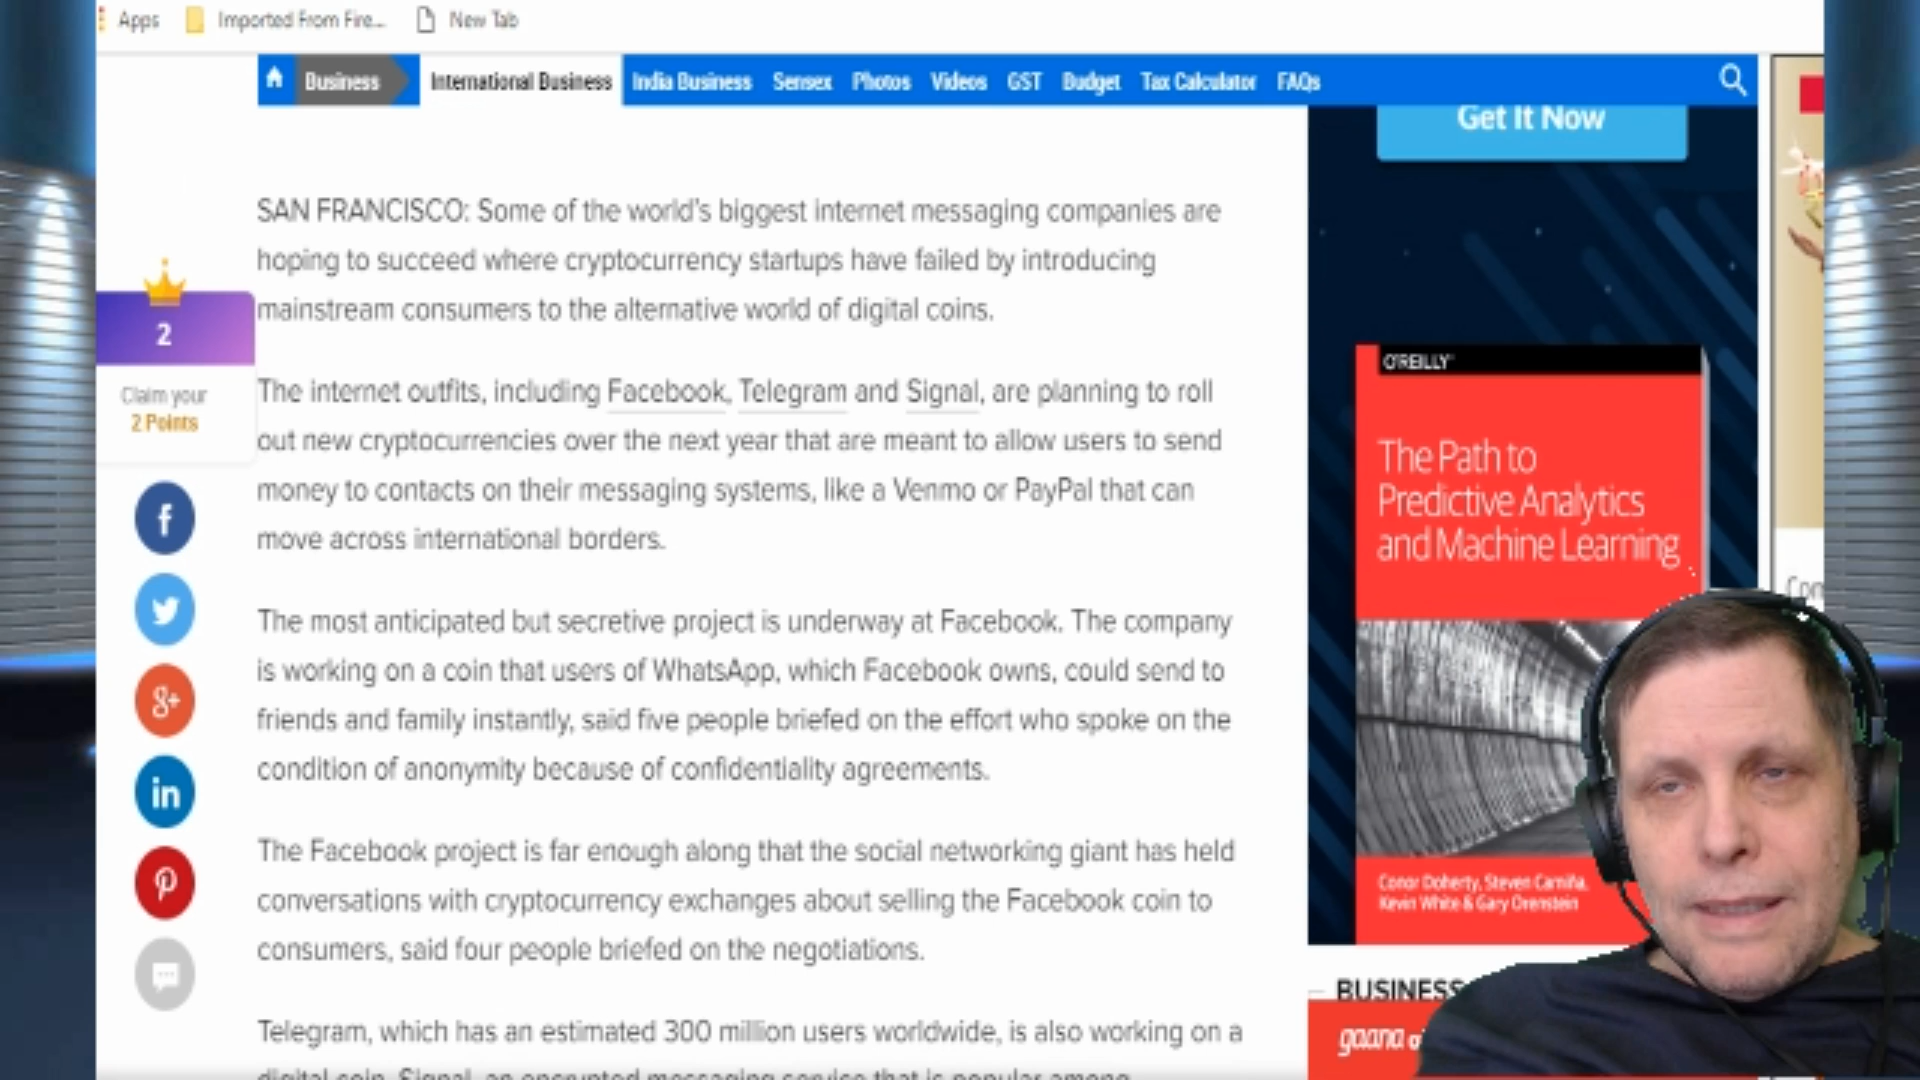 Apps Imported From Fire... New Tab
Business International Business India Business Sensex Photos Videos GST Budget Tax Calculator FAQs
Get It Now
SAN FRANCISCO: Some of the world's biggest internet messaging companies are
hoping to succeed where cryptocurrency startups have failed by introducing
mainstream consumers to the alternative world of digital coins.
2
Claim your
2 Points
The internet outfits, including Facebook, Telegram and Signal, are planning to roll
out new cryptocurrencies over the next year that are meant to allow users to send
money to contacts on their messaging systems, like a Venmo or PayPal that can
move across international borders.
The most anticipated but secretive project is underway at Facebook. The company
is working on a coin that users of WhatsApp, which Facebook owns, could send to
friends and family instantly, said five people briefed on the effort who spoke on the
condition of anonymity because of confidentiality agreements.
The Facebook project is far enough along that the social networking giant has held
conversations with cryptocurrency exchanges about selling the Facebook coin to
consumers, said four people briefed on the negotiations.
Telegram, which has an estimated 300 million users worldwide, is also working on a
digital coin. Signal, an encrypted messaging service that is popular among
f
g+
in
O'REILLY
The Path to
Predictive Analytics
and Machine Learning
Conor Doherty, Steven Camiña,
Kevin White & Gary Orenstein
BUSINESS
gaana